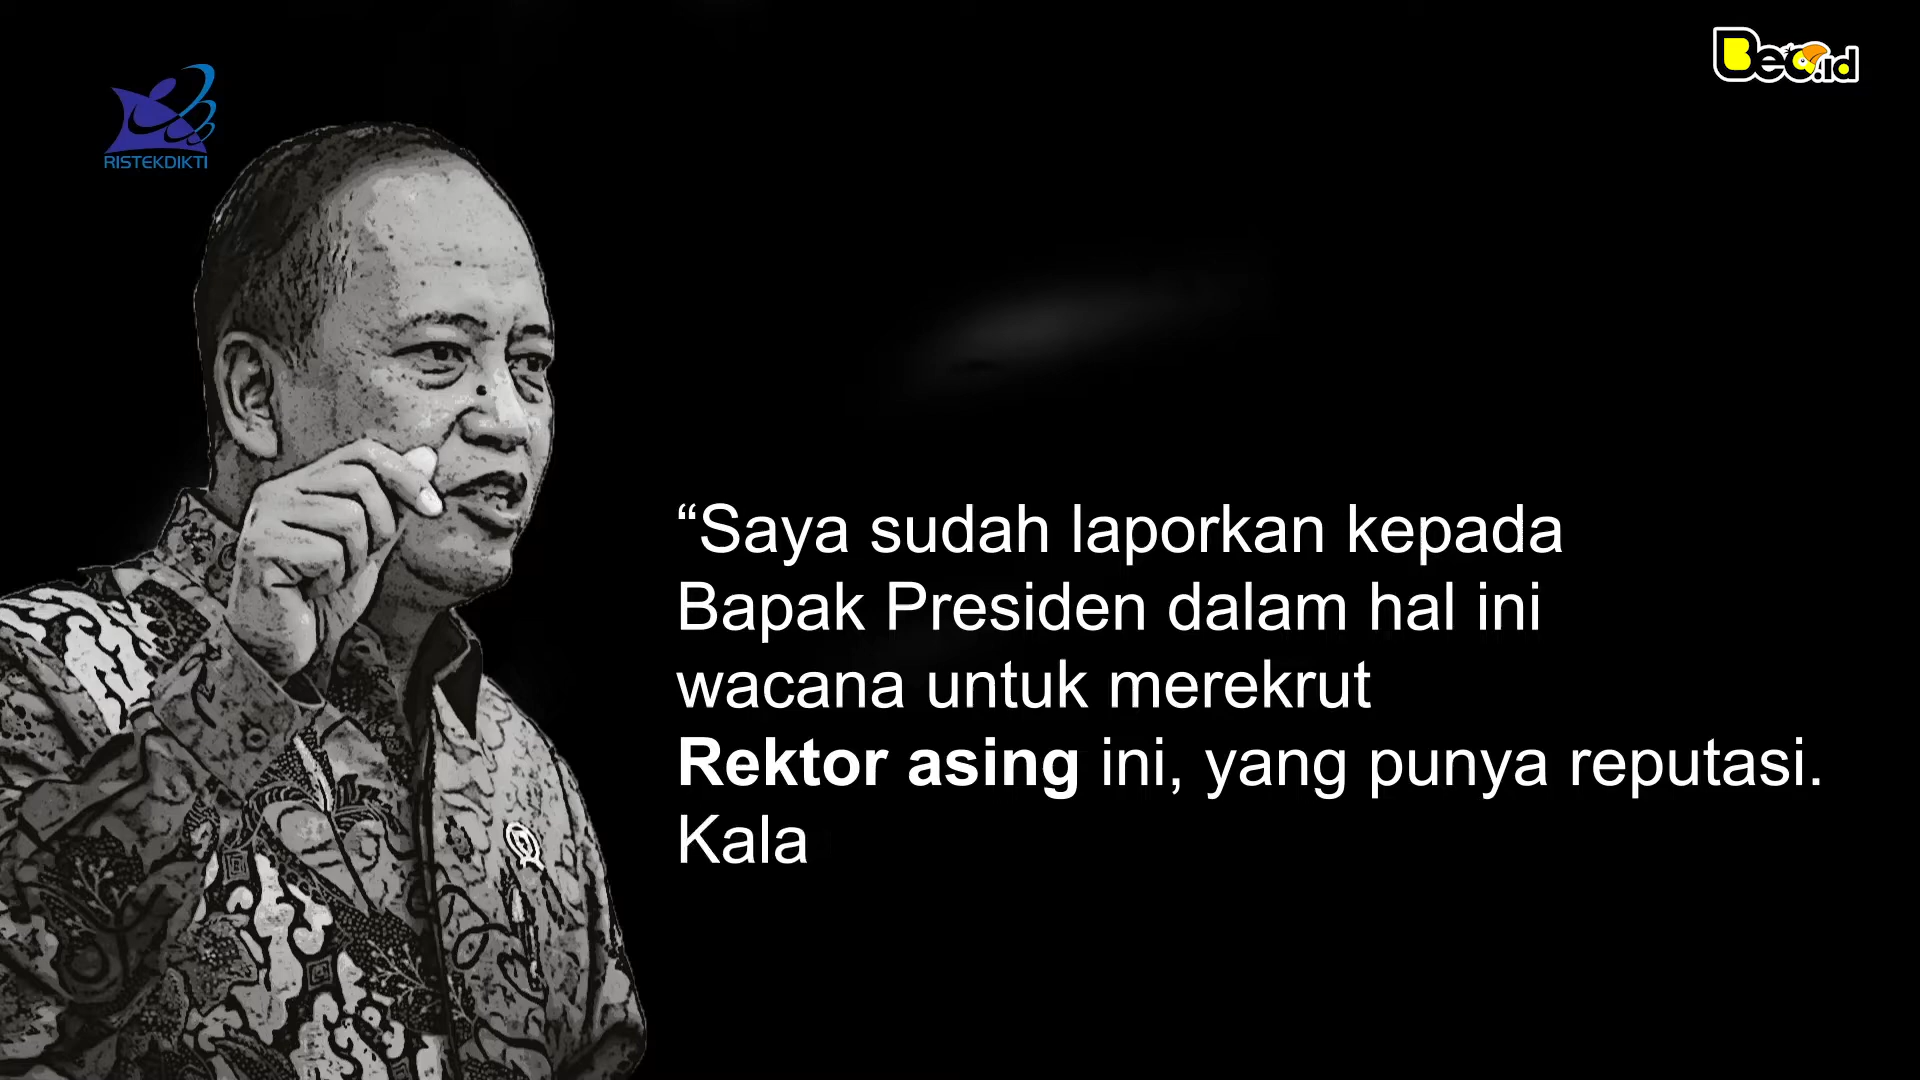 RISTEKDIKTI
Beo.id
“Saya sudah laporkan kepada
Bapak Presiden dalam hal ini
wacana untuk merekrut
Rektor asing ini, yang punya reputasi.
Kala